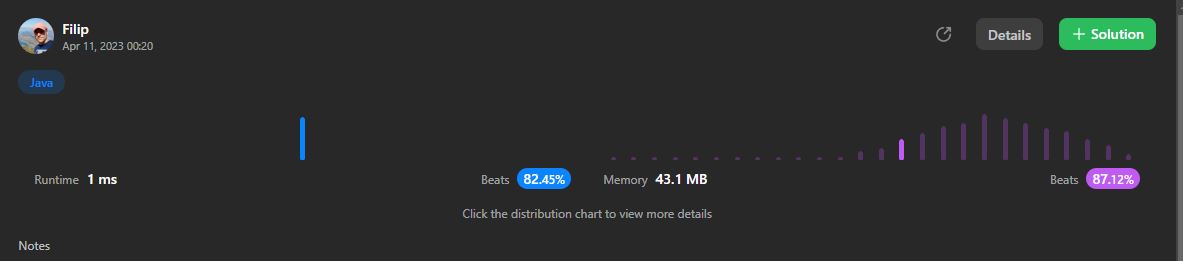 Filip
Apr 11, 2023 00:20
Details
+ Solution
Java
Runtime 1 ms Beats 82.45% Memory 43.1 MB Beats 87.12%
Click the distribution chart to view more details
Notes